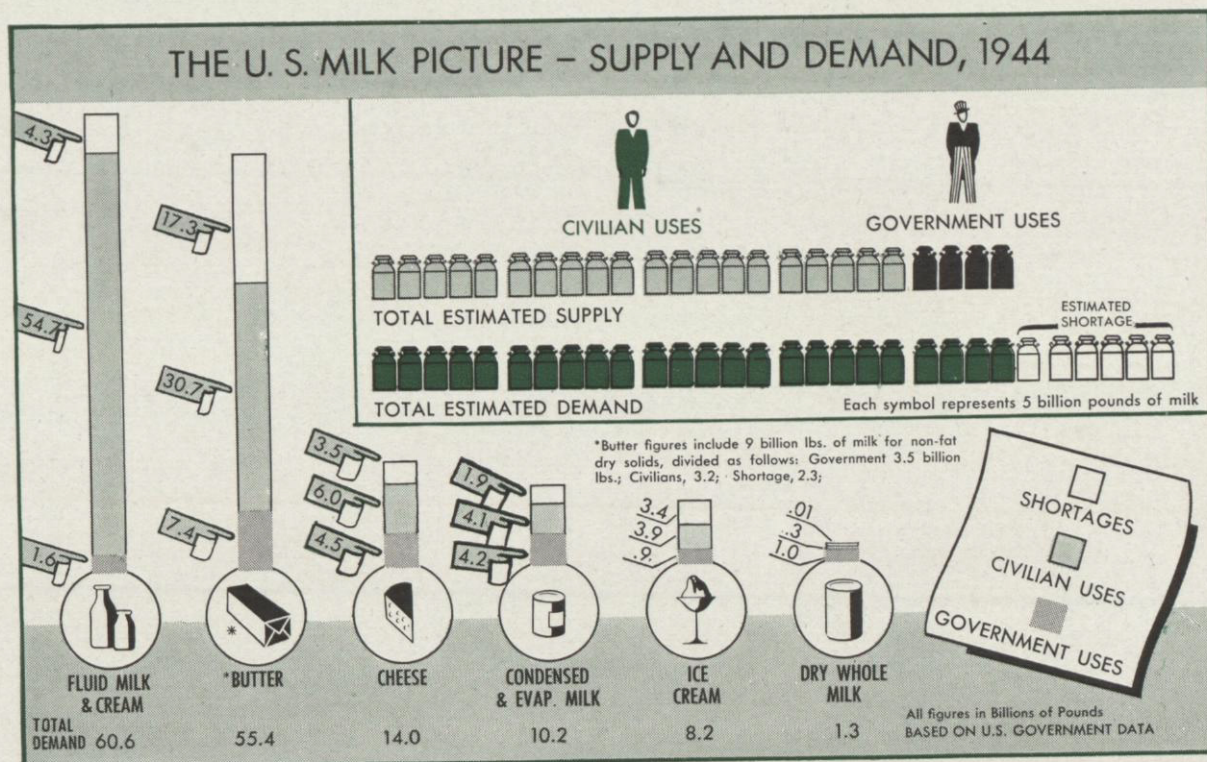 THE U. S. MILK PICTURE – SUPPLY AND DEMAND, 1944
CIVILIAN USES
GOVERNMENT USES
TOTAL ESTIMATED SUPPLY
ESTIMATED
SHORTAGE
TOTAL ESTIMATED DEMAND
Each symbol represents 5 billion pounds of milk
4.3
54.7
1.6
17.3
30.7
7.4
3.5
6.0
4.5
1.9
4.1
4.2
3.4
3.9
.9
.01
.3
1.0
*Butter figures include 9 billion lbs. of milk for non-fat
dry solids, divided as follows: Government 3.5 billion
lbs.; Civilians, 3.2; Shortage, 2.3;
SHORTAGES
CIVILIAN USES
GOVERNMENT USES
*
FLUID MILK
& CREAM
*BUTTER
CHEESE
CONDENSED
& EVAP. MILK
ICE
CREAM
DRY WHOLE
MILK
TOTAL
DEMAND 60.6
55.4
14.0
10.2
8.2
1.3
All figures in Billions of Pounds
BASED ON U.S. GOVERNMENT DATA